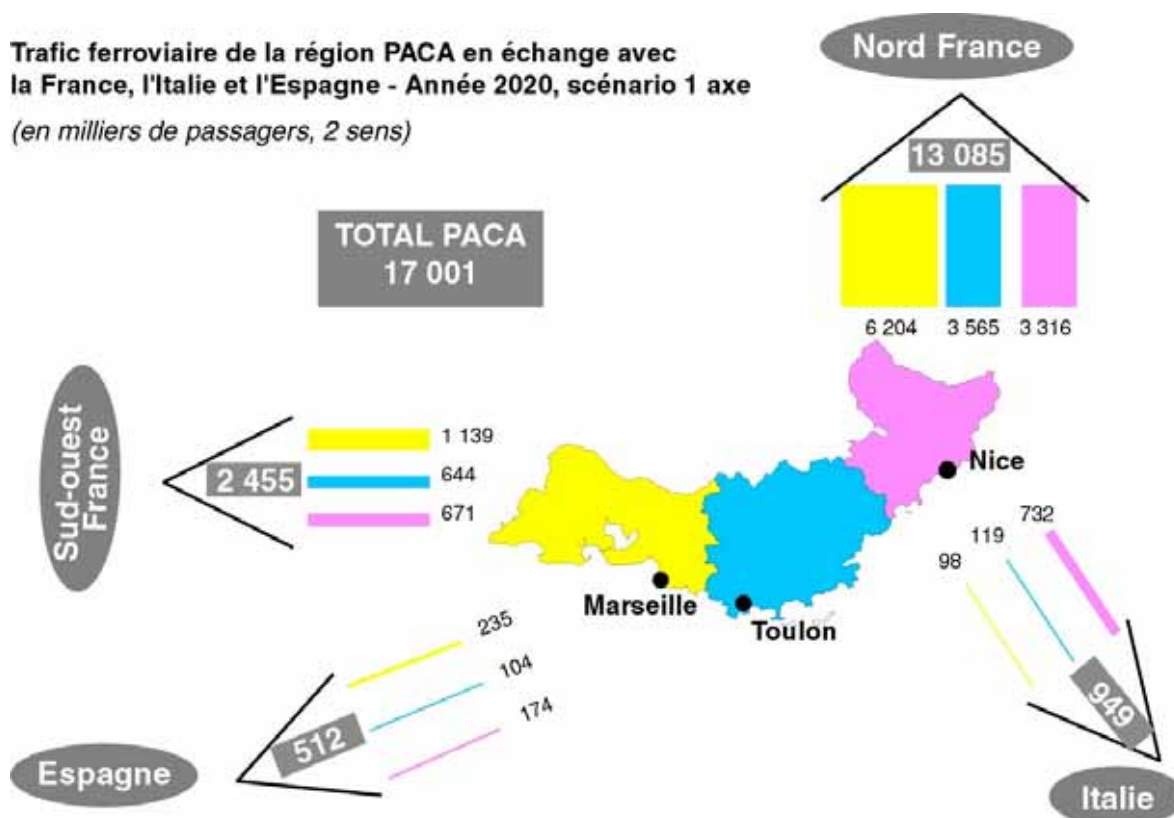 Trafic ferroviaire de la région PACA en échange avec
la France, l'Italie et l'Espagne - Année 2020, scénario 1 axe
(en milliers de passagers, 2 sens)
Nord France
13 085
6 204 3 565 3 316
TOTAL PACA
17 001
Sud-ouest
France
2 455
1 139
644
671
Nice
Marseille
Toulon
732
119
98
949
Italie
235
104
174
512
Espagne